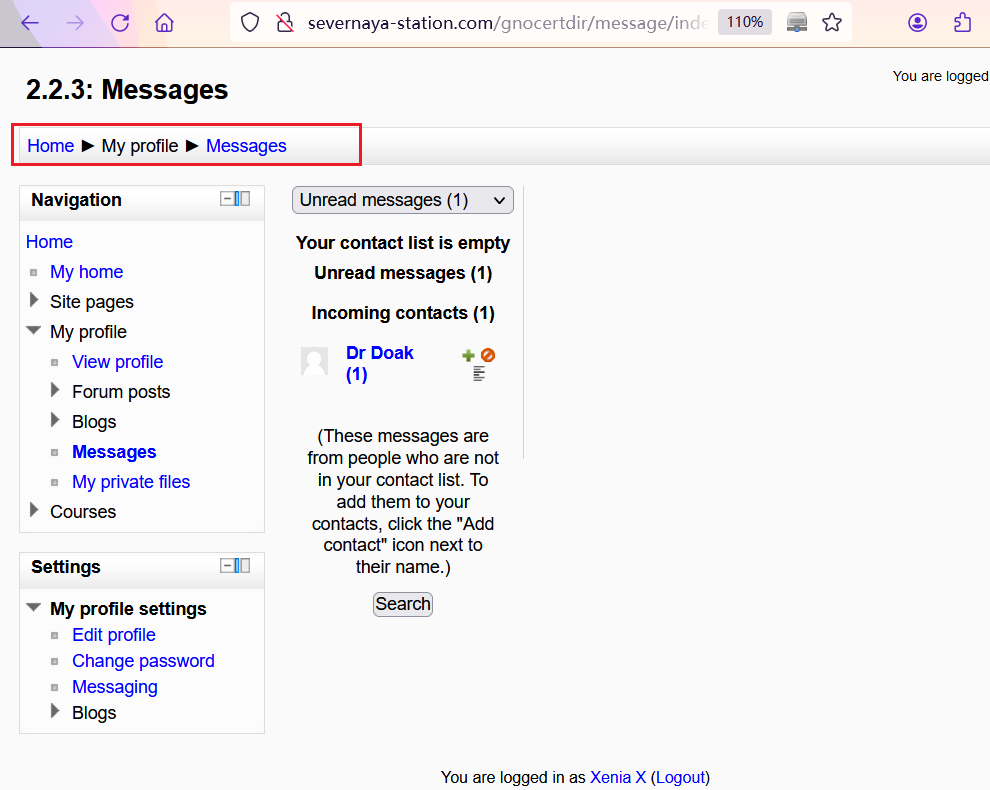 severnaya-station.com/gnocertdir/message/inde
110%
2.2.3: Messages
You are logged
Home ► My profile ► Messages
Navigation
Home
My home
Site pages
My profile
View profile
Forum posts
Blogs
Messages
My private files
Courses
Settings
My profile settings
Edit profile
Change password
Messaging
Blogs
Unread messages (1)
Your contact list is empty
Unread messages (1)
Incoming contacts (1)
Dr Doak
(1)
(These messages are
from people who are not
in your contact list. To
add them to your
contacts, click the "Add
contact" icon next to
their name.)
Search
You are logged in as Xenia X (Logout)